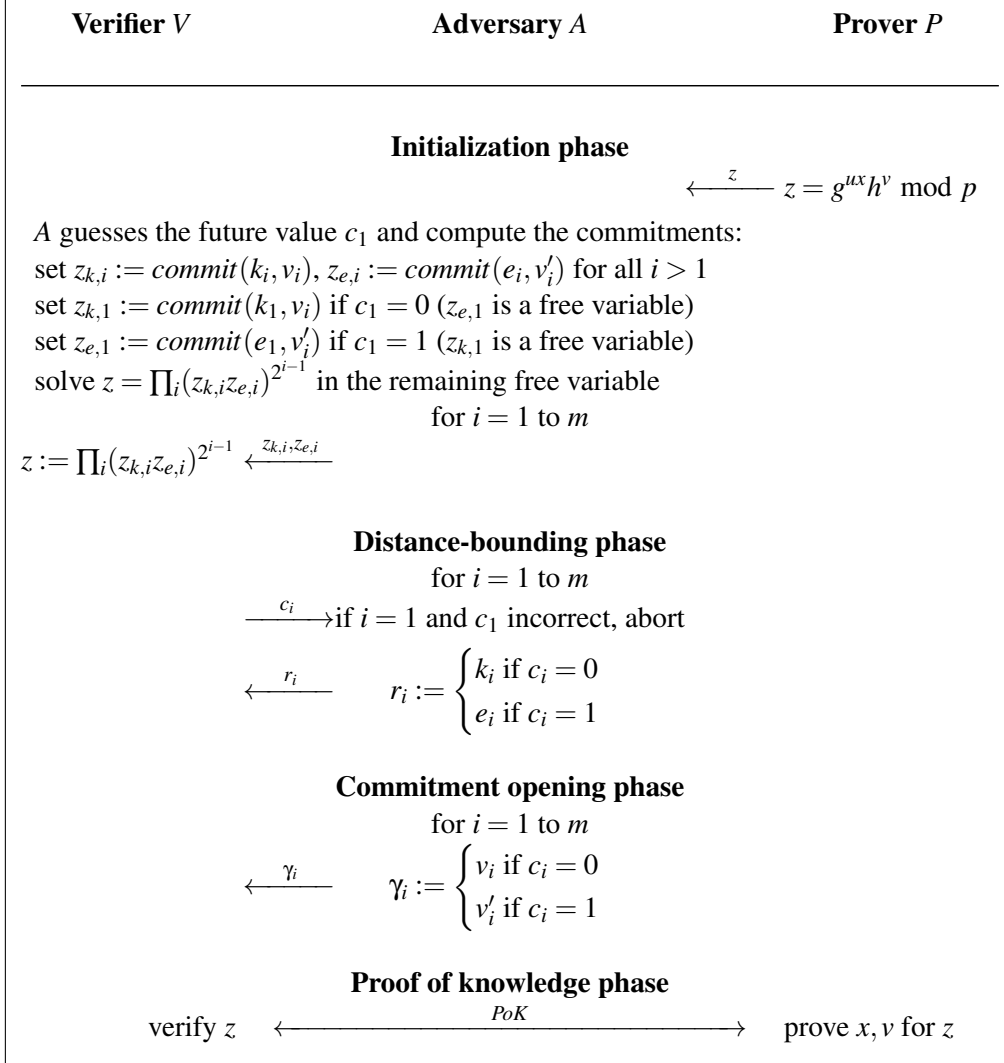 Verifier V Adversary A Prover P
Initialization phase
←z— z = g^{ux}h^v mod p
A guesses the future value c_1 and compute the commitments:
set z_{k,i} := commit(k_i, v_i), z_{e,i} := commit(e_i, v′_i) for all i > 1
set z_{k,1} := commit(k_1, v_i) if c_1 = 0 (z_{e,1} is a free variable)
set z_{e,1} := commit(e_1, v′_i) if c_1 = 1 (z_{k,1} is a free variable)
solve z = ∏_i(z_{k,i}z_{e,i})^{2^{i−1}} in the remaining free variable
for i = 1 to m
z := ∏_i(z_{k,i}z_{e,i})^{2^{i−1}} ←z_{k,i},z_{e,i}—
Distance-bounding phase
for i = 1 to m
—c_i→ if i = 1 and c_1 incorrect, abort
←r_i— r_i := { k_i if c_i = 0
e_i if c_i = 1
Commitment opening phase
for i = 1 to m
←γ_i— γ_i := { v_i if c_i = 0
v′_i if c_i = 1
Proof of knowledge phase
verify z ←PoK→ prove x, v for z